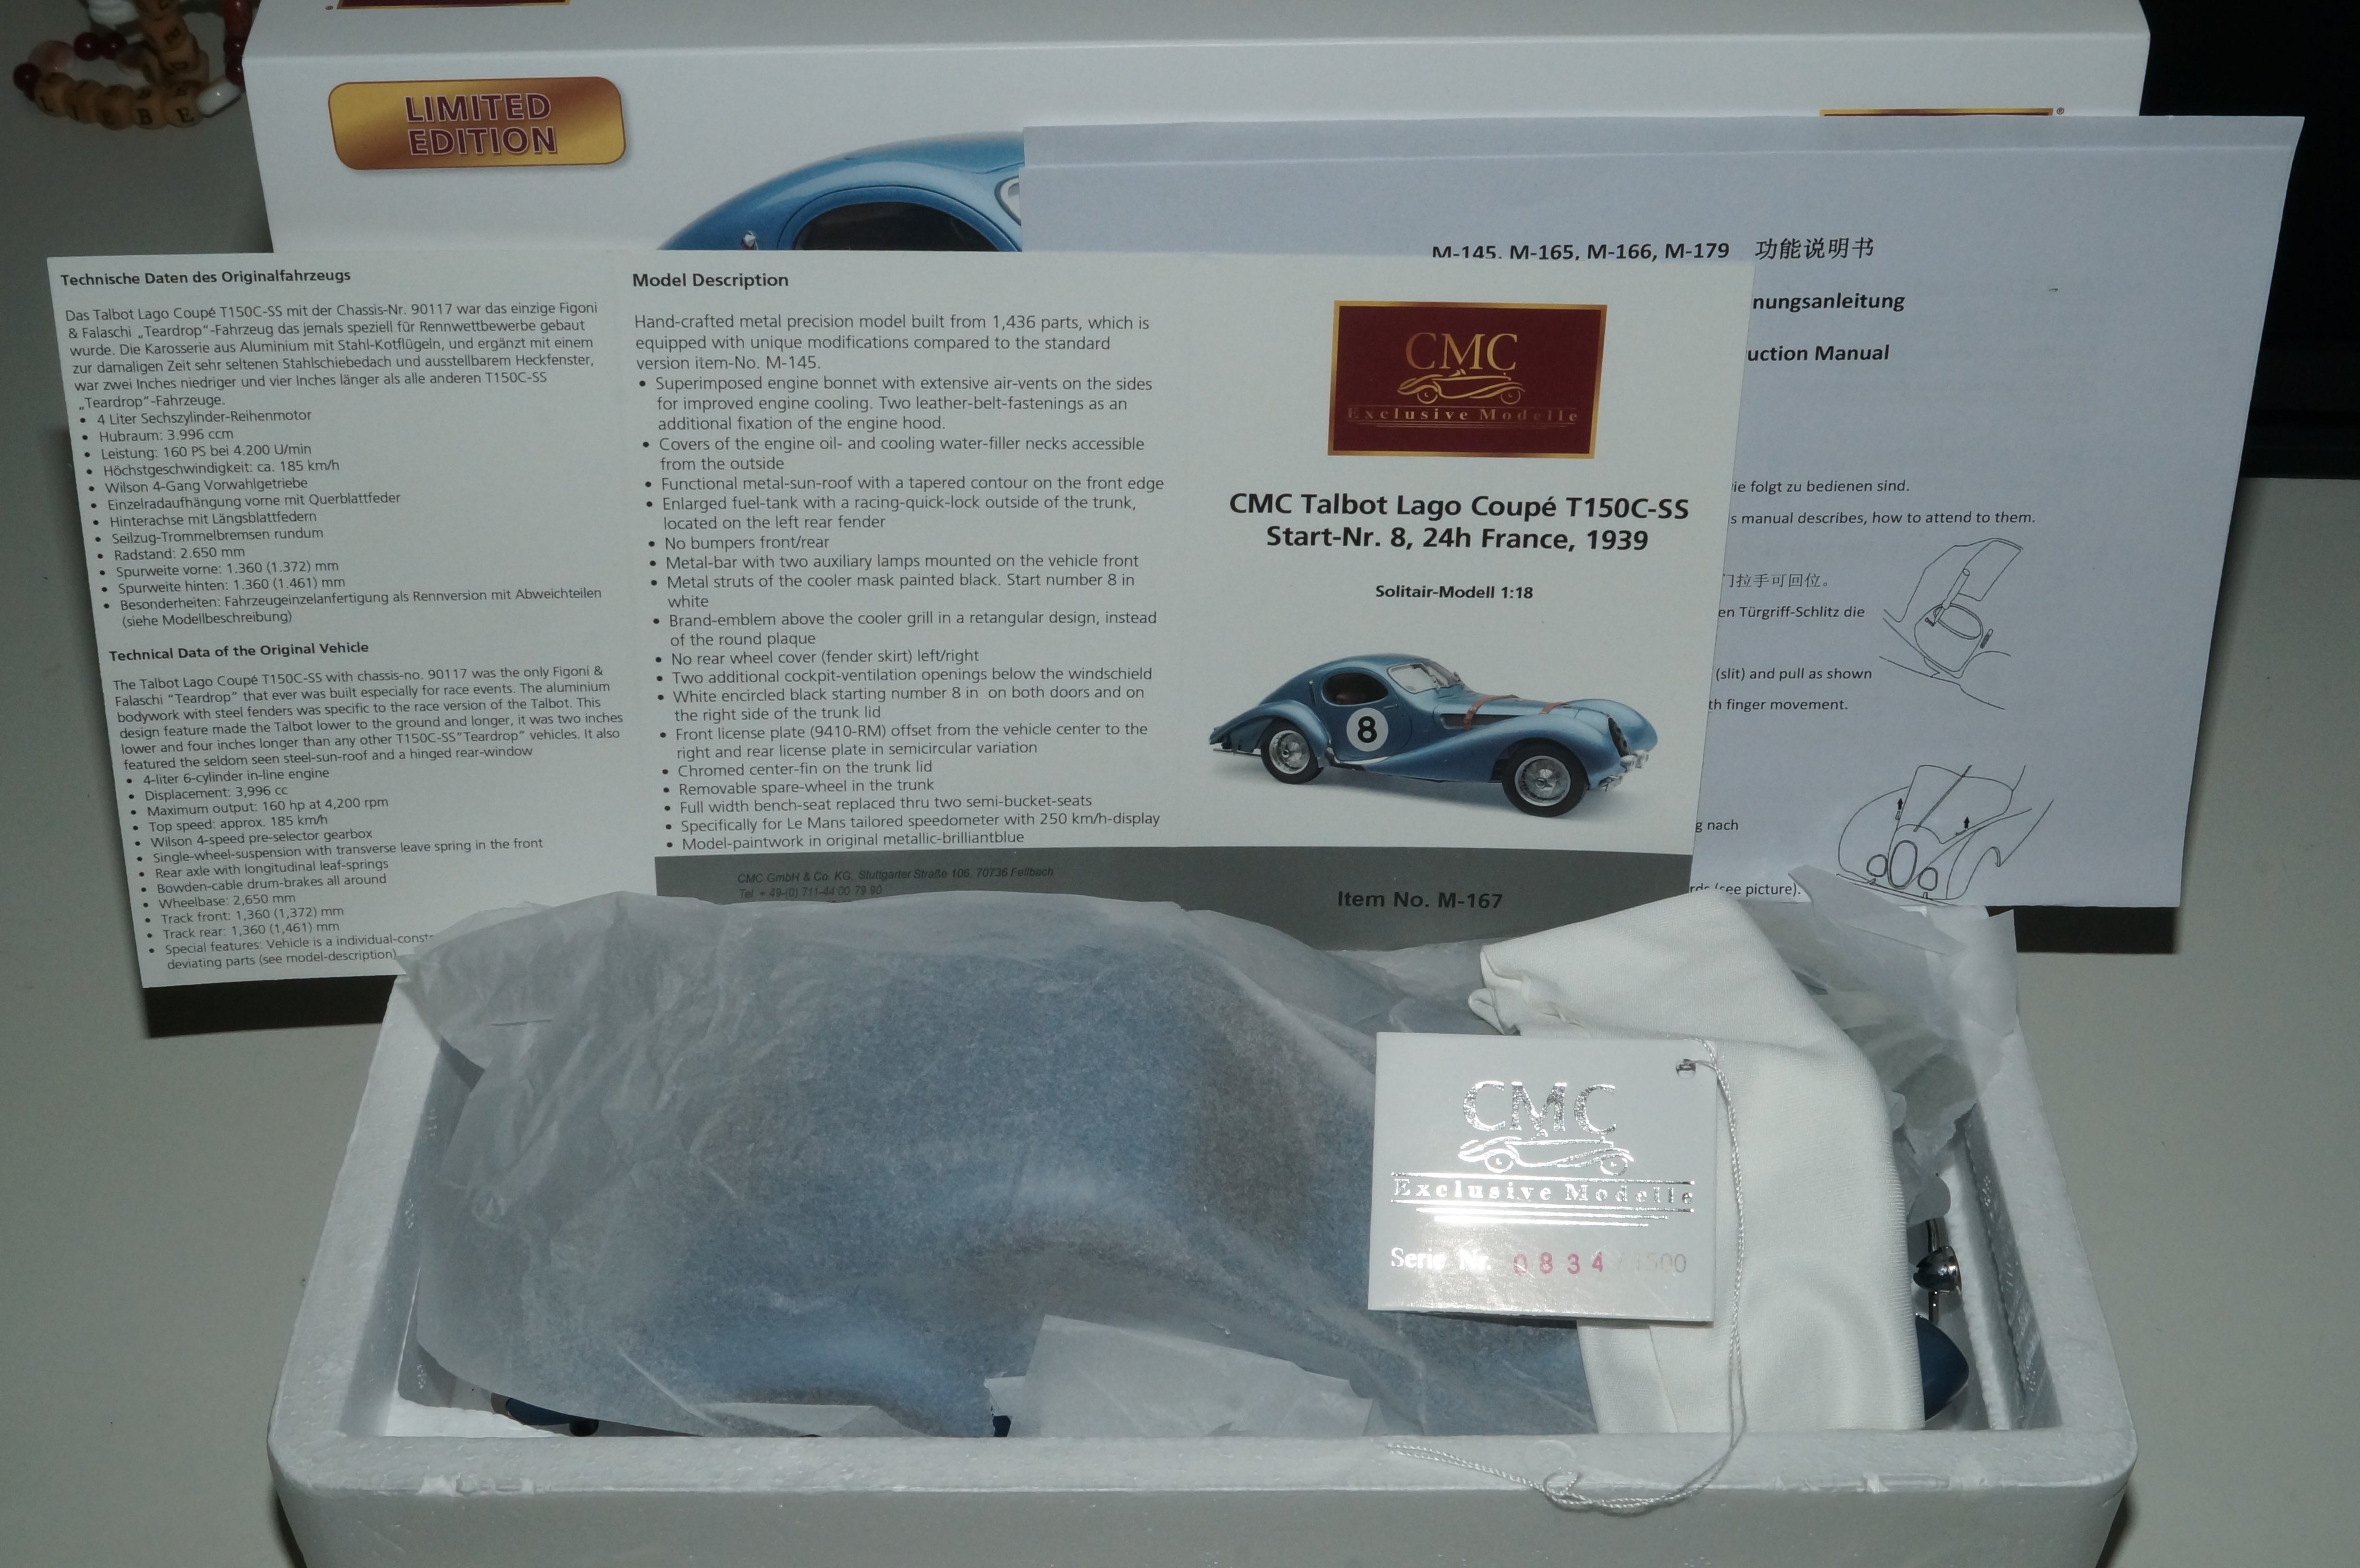 LIEBE
LIMITED
EDITION
®
M-145, M-165, M-166, M-179 功能说明书
nungsanleitung
uction Manual
ie folgt zu bedienen sind.
s manual describes, how to attend to them.
门拉手可回位。
en Türgriff-Schlitz die
(slit) and pull as shown
th finger movement.
g nach
(see picture).
Technische Daten des Originalfahrzeugs
Das Talbot Lago Coupé T150C-SS mit der Chassis-Nr. 90117 war das einzige Figoni
& Falaschi „Teardrop“-Fahrzeug das jemals speziell für Rennwettbewerbe gebaut
wurde. Die Karosserie aus Aluminium mit Stahl-Kotflügeln, und ergänzt mit einem
zur damaligen Zeit sehr seltenen Stahlschiebedach und ausstellbarem Heckfenster,
war zwei Inches niedriger und vier Inches länger als alle anderen T150C-SS
„Teardrop“-Fahrzeuge.
• 4 Liter Sechszylinder-Reihenmotor
• Hubraum: 3.996 ccm
• Leistung: 160 PS bei 4.200 U/min
• Höchstgeschwindigkeit: ca. 185 km/h
• Wilson 4-Gang Vorwahlgetriebe
• Einzelradaufhängung vorne mit Querblattfeder
• Hinterachse mit Längsblattfedern
• Seilzug-Trommelbremsen rundum
• Radstand: 2.650 mm
• Spurweite vorne: 1.360 (1.372) mm
• Spurweite hinten: 1.360 (1.461) mm
• Besonderheiten: Fahrzeugeinzelanfertigung als Rennversion mit Abweichteilen
(siehe Modellbeschreibung)
Technical Data of the Original Vehicle
The Talbot Lago Coupé T150C-SS with chassis-no. 90117 was the only Figoni &
Falaschi “Teardrop” that ever was built especially for race events. The aluminium
bodywork with steel fenders was specific to the race version of the Talbot. This
design feature made the Talbot lower to the ground and longer, it was two inches
lower and four inches longer than any other T150C-SS“Teardrop” vehicles. It also
featured the seldom seen steel-sun-roof and a hinged rear-window
• 4-liter 6-cylinder in-line engine
• Displacement: 3,996 cc
• Maximum output: 160 hp at 4,200 rpm
• Top speed: approx. 185 km/h
• Wilson 4-speed pre-selector gearbox
• Single-wheel-suspension with transverse leave spring in the front
• Rear axle with longitudinal leaf-springs
• Bowden-cable drum-brakes all around
• Wheelbase: 2,650 mm
• Track front: 1,360 (1,372) mm
• Track rear: 1,360 (1,461) mm
• Special features: Vehicle is a individual-const
deviating parts (see model-description)
Model Description
Hand-crafted metal precision model built from 1,436 parts, which is
equipped with unique modifications compared to the standard
version item-No. M-145.
• Superimposed engine bonnet with extensive air-vents on the sides
for improved engine cooling. Two leather-belt-fastenings as an
additional fixation of the engine hood.
• Covers of the engine oil- and cooling water-filler necks accessible
from the outside
• Functional metal-sun-roof with a tapered contour on the front edge
• Enlarged fuel-tank with a racing-quick-lock outside of the trunk,
located on the left rear fender
• No bumpers front/rear
• Metal-bar with two auxiliary lamps mounted on the vehicle front
• Metal struts of the cooler mask painted black. Start number 8 in
white
• Brand-emblem above the cooler grill in a retangular design, instead
of the round plaque
• No rear wheel cover (fender skirt) left/right
• Two additional cockpit-ventilation openings below the windschield
• White encircled black starting number 8 in on both doors and on
the right side of the trunk lid
• Front license plate (9410-RM) offset from the vehicle center to the
right and rear license plate in semicircular variation
• Chromed center-fin on the trunk lid
• Removable spare-wheel in the trunk
• Full width bench-seat replaced thru two semi-bucket-seats
• Specifically for Le Mans tailored speedometer with 250 km/h-display
• Model-paintwork in original metallic-brilliantblue
CMC GmbH & Co. KG, Stuttgarter Straße 106, 70736 Fellbach
Tel. + 49-(0) 711-44 00 79 90
CMC
Exclusive Modelle
CMC Talbot Lago Coupé T150C-SS
Start-Nr. 8, 24h France, 1939
Solitair-Modell 1:18
8
Item No. M-167
CMC
Exclusive Modelle
Serie Nr. 0834 / 1500